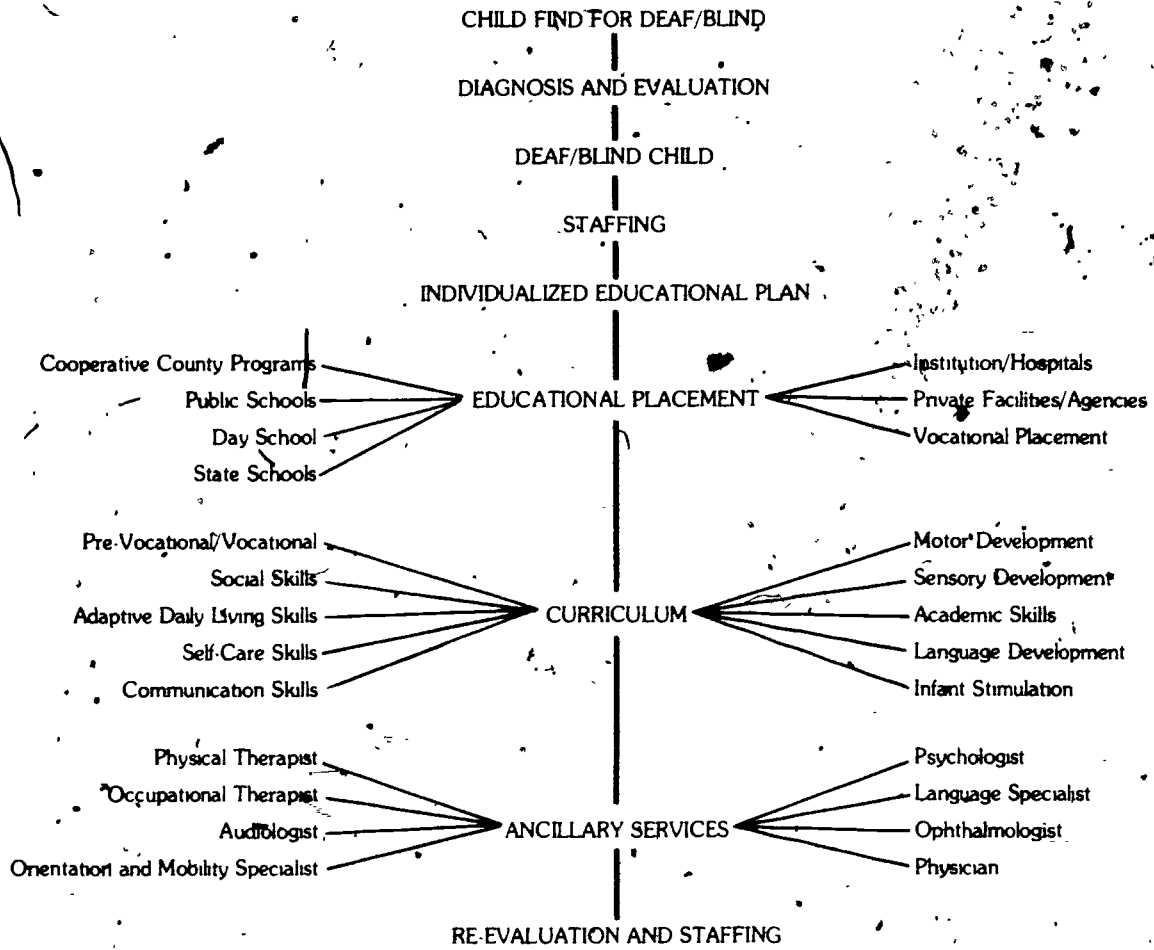 CHILD FIND FOR DEAF/BLIND
DIAGNOSIS AND EVALUATION
DEAF/BLIND CHILD
STAFFING
INDIVIDUALIZED EDUCATIONAL PLAN
Cooperative County Programs
Public Schools
Day School
State Schools
EDUCATIONAL PLACEMENT
Institution/Hospitals
Private Facilities/Agencies
Vocational Placement
Pre-Vocational/Vocational
Social Skills
Adaptive Daily Living Skills
Self-Care Skills
Communication Skills
CURRICULUM
Motor Development
Sensory Development
Academic Skills
Language Development
Infant Stimulation
Physical Therapist
Occupational Therapist
Audiologist
Orientation and Mobility Specialist
ANCILLARY SERVICES
Psychologist
Language Specialist
Ophthalmologist
Physician
RE-EVALUATION AND STAFFING